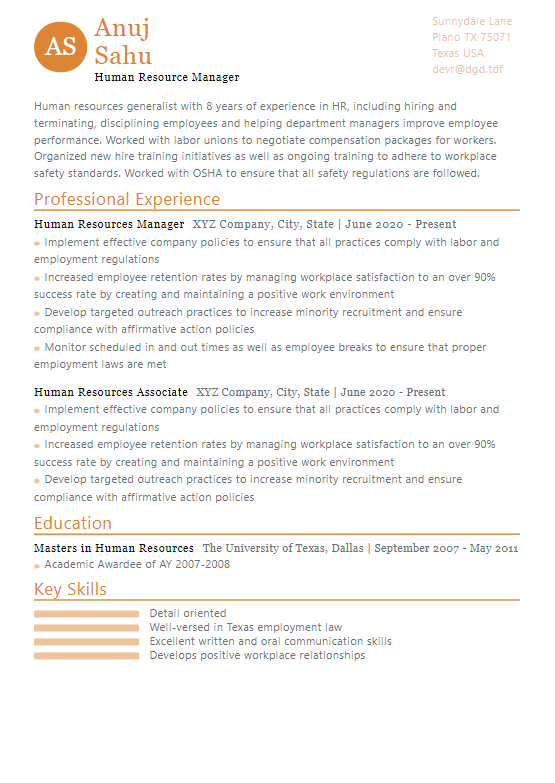 AS
Anuj
Sahu
Human Resource Manager
Sunnydale Lane
Plano TX 75071
Texas USA
devr@dgd.tdf
Human resources generalist with 8 years of experience in HR, including hiring and
terminating, disciplining employees and helping department managers improve employee
performance. Worked with labor unions to negotiate compensation packages for workers.
Organized new hire training initiatives as well as ongoing training to adhere to workplace
safety standards. Worked with OSHA to ensure that all safety regulations are followed.
Professional Experience
Human Resources Manager XYZ Company, City, State | June 2020 - Present
Implement effective company policies to ensure that all practices comply with labor and
employment regulations
Increased employee retention rates by managing workplace satisfaction to an over 90%
success rate by creating and maintaining a positive work environment
Develop targeted outreach practices to increase minority recruitment and ensure
compliance with affirmative action policies
Monitor scheduled in and out times as well as employee breaks to ensure that proper
employment laws are met
Human Resources Associate XYZ Company, City, State | June 2020 - Present
Implement effective company policies to ensure that all practices comply with labor and
employment regulations
Increased employee retention rates by managing workplace satisfaction to an over 90%
success rate by creating and maintaining a positive work environment
Develop targeted outreach practices to increase minority recruitment and ensure
compliance with affirmative action policies
Education
Masters in Human Resources The University of Texas, Dallas | September 2007 - May 2011
Academic Awardee of AY 2007-2008
Key Skills
Detail oriented
Well-versed in Texas employment law
Excellent written and oral communication skills
Develops positive workplace relationships